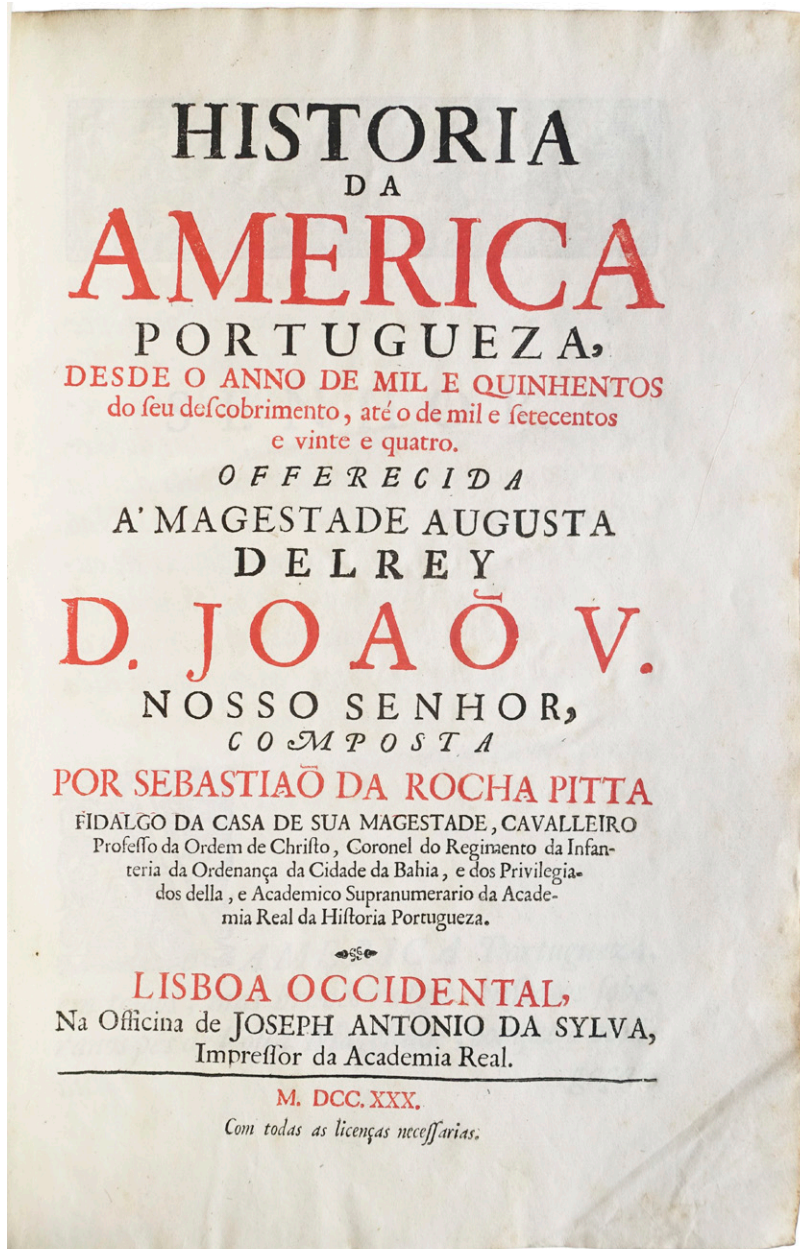 HISTORIA
DA
AMERICA
PORTUGUEZA,
DESDE O ANNO DE MIL E QUINHENTOS
do ſeu deſcobrimento, até o de mil e ſetecentos
e vinte e quatro.
OFFERECIDA
A' MAGESTADE AUGUSTA
DELREY
D. JOAÕ V.
NOSSO SENHOR,
COMPOSTA
POR SEBASTIAÕ DA ROCHA PITTA
FIDALGO DA CASA DE SUA MAGESTADE, CAVALLEIRO
Profeſſo da Ordem de Chriſto, Coronel do Regimento da Infan-
teria da Ordenança da Cidade da Bahia, e dos Privilegia-
dos della, e Academico Supranumerario da Acade-
mia Real da Hiſtoria Portugueza.
LISBOA OCCIDENTAL,
Na Officina de JOSEPH ANTONIO DA SYLVA,
Impreſſor da Academia Real.
M. DCC. XXX.
Com todas as licenças neceſſarias.